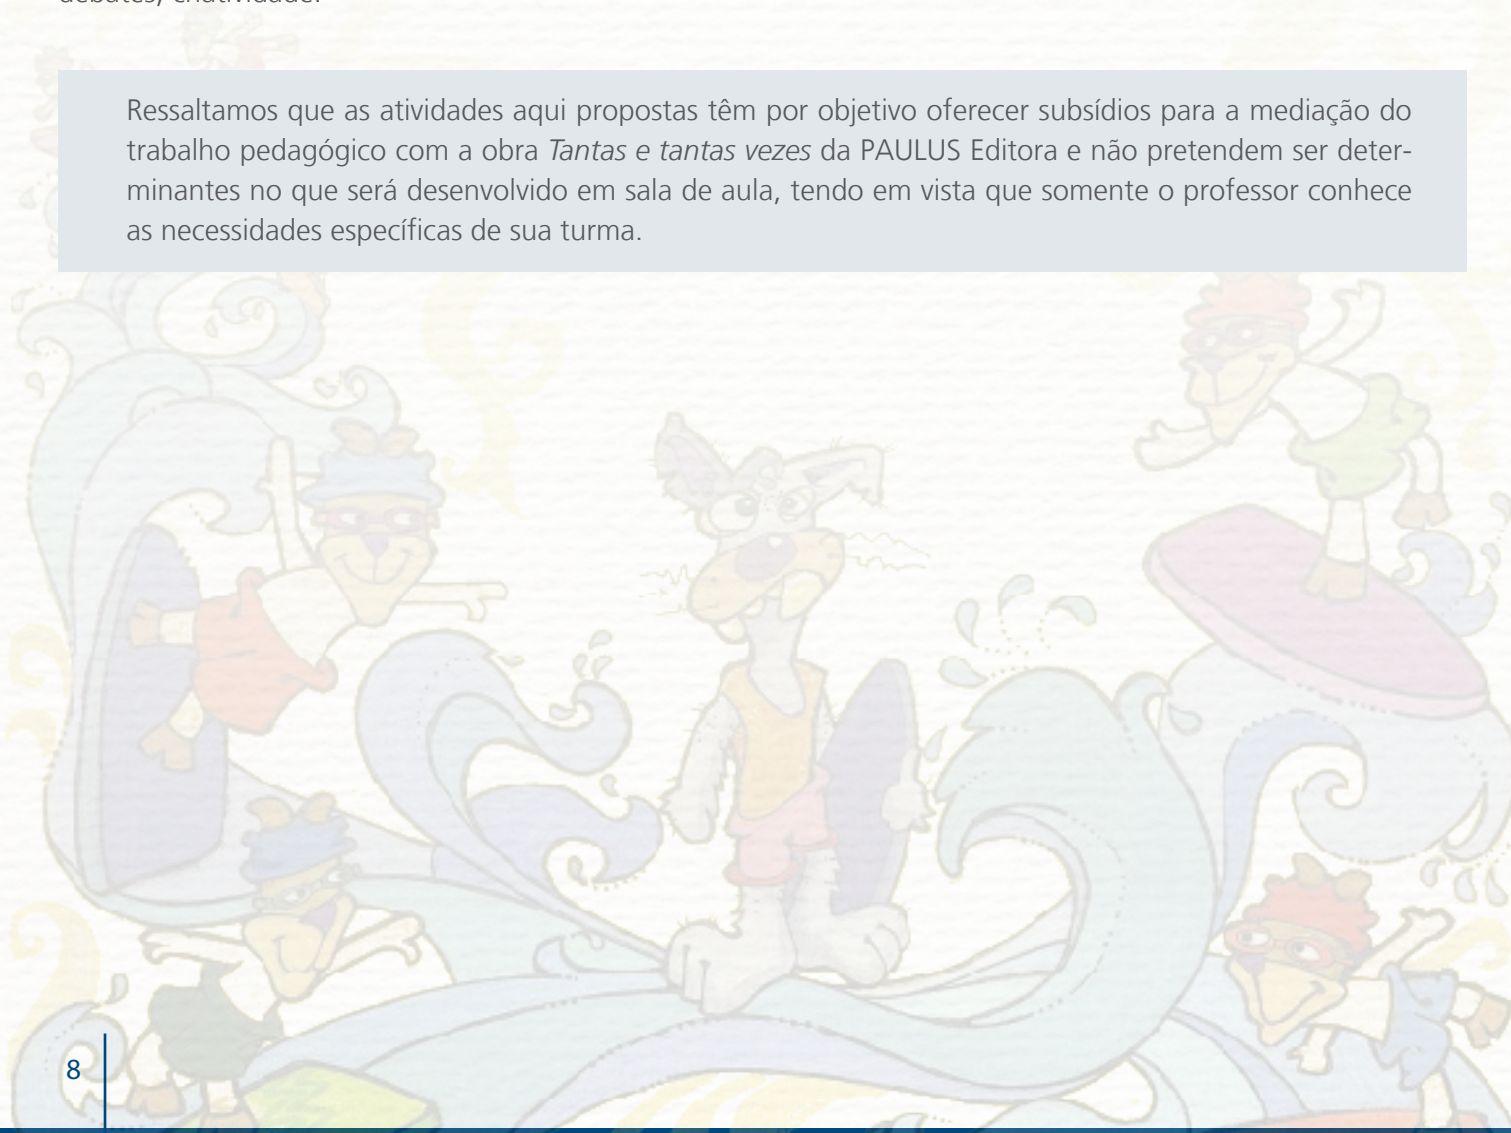 debates, criatividade.
Ressaltamos que as atividades aqui propostas têm por objetivo oferecer subsídios para a mediação do
trabalho pedagógico com a obra Tantas e tantas vezes da PAULUS Editora e não pretendem ser deter-
minantes no que será desenvolvido em sala de aula, tendo em vista que somente o professor conhece
as necessidades específicas de sua turma.
8